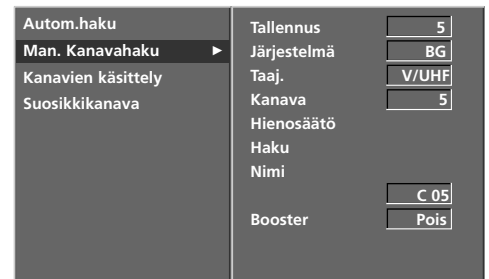 Autom.haku
Man. Kanavahaku ►
Kanavien käsittely
Suosikkikanava
Tallennus 5
Järjestelmä BG
Taaj. V/UHF
Kanava 5
Hienosäätö
Haku
Nimi
C 05
Booster Pois